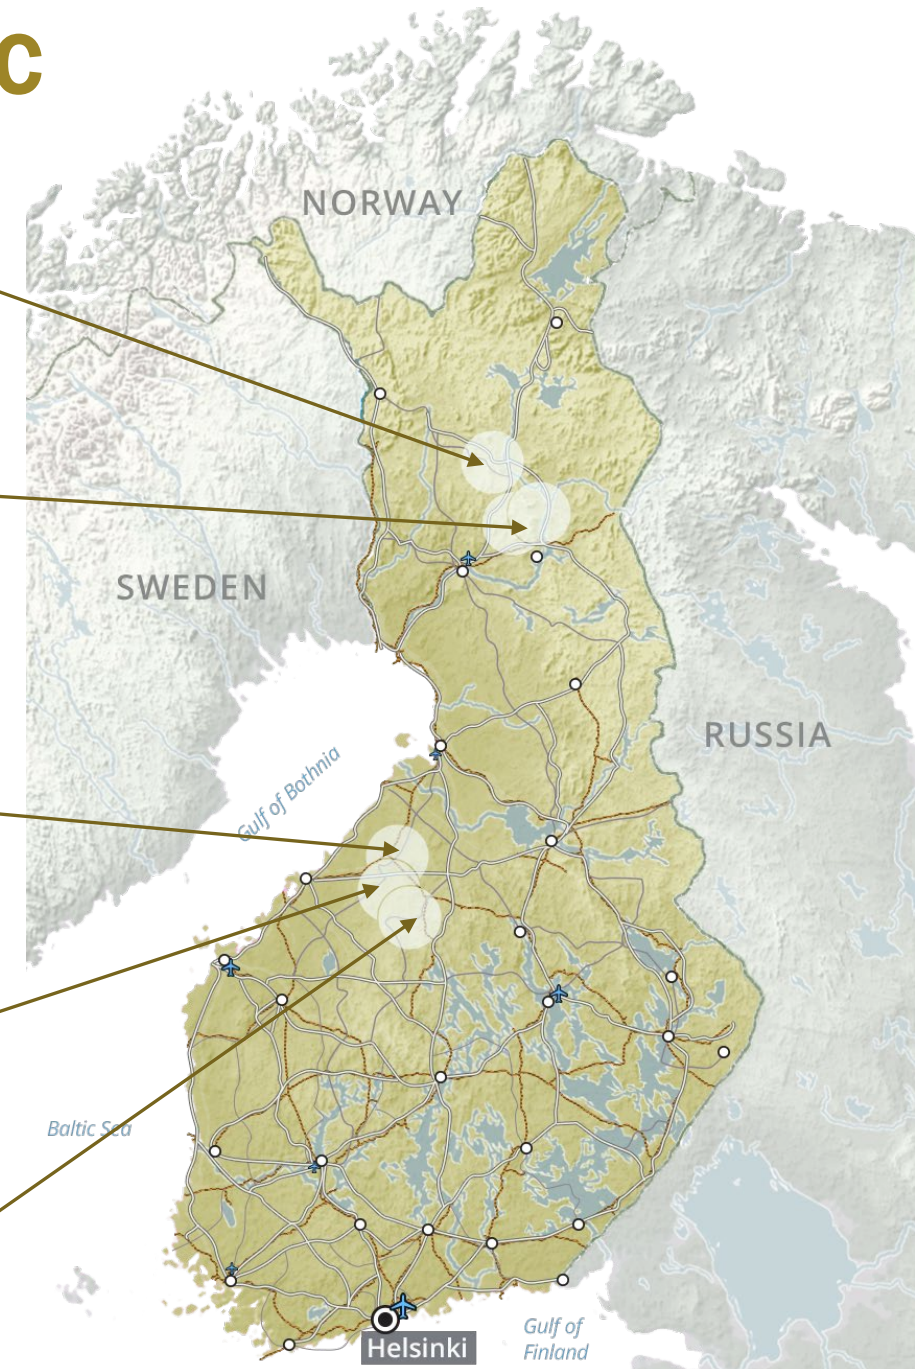 c
NORWAY
SWEDEN
RUSSIA
Gulf of Bothnia
Baltic Sea
Gulf of
Finland
Helsinki